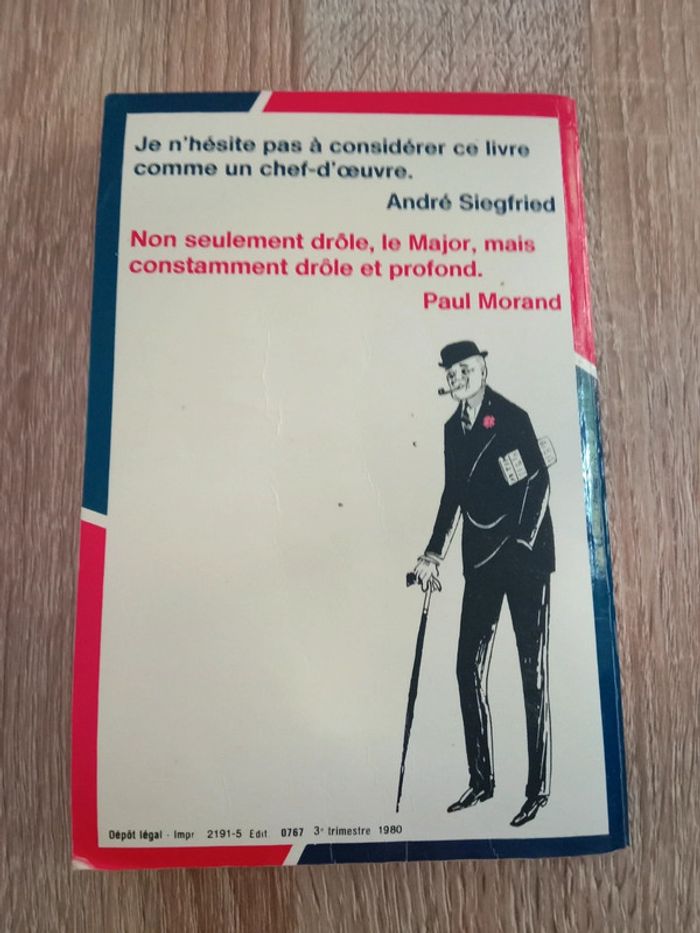 Je n'hésite pas à considérer ce livre
comme un chef-d'œuvre.
André Siegfried
Non seulement drôle, le Major, mais
constamment drôle et profond.
Paul Morand
Dépôt légal - Impr 2191-5 Edit. 0767 3e trimestre 1980